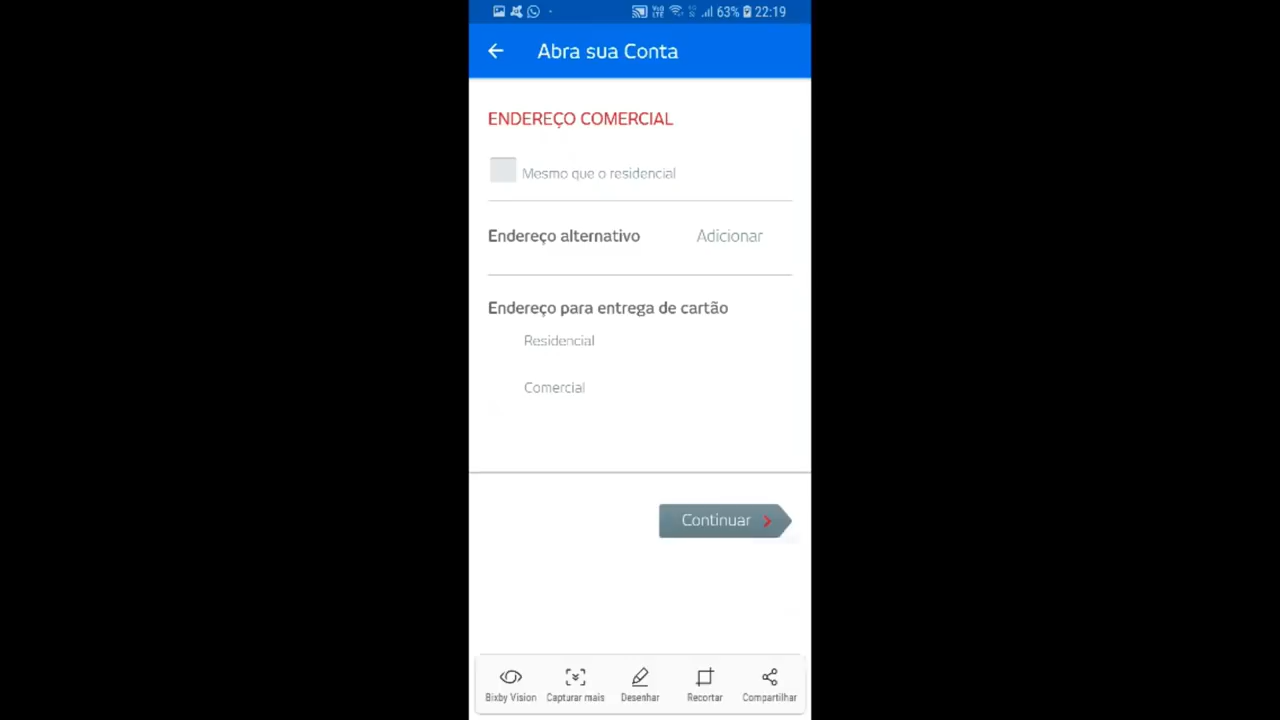 63% 22:19
Abra sua Conta
ENDEREÇO COMERCIAL
Mesmo que o residencial
Endereço alternativo Adicionar
Endereço para entrega de cartão
Residencial
Comercial
Continuar
Bixby Vision Capturar mais Desenhar Recortar Compartilhar